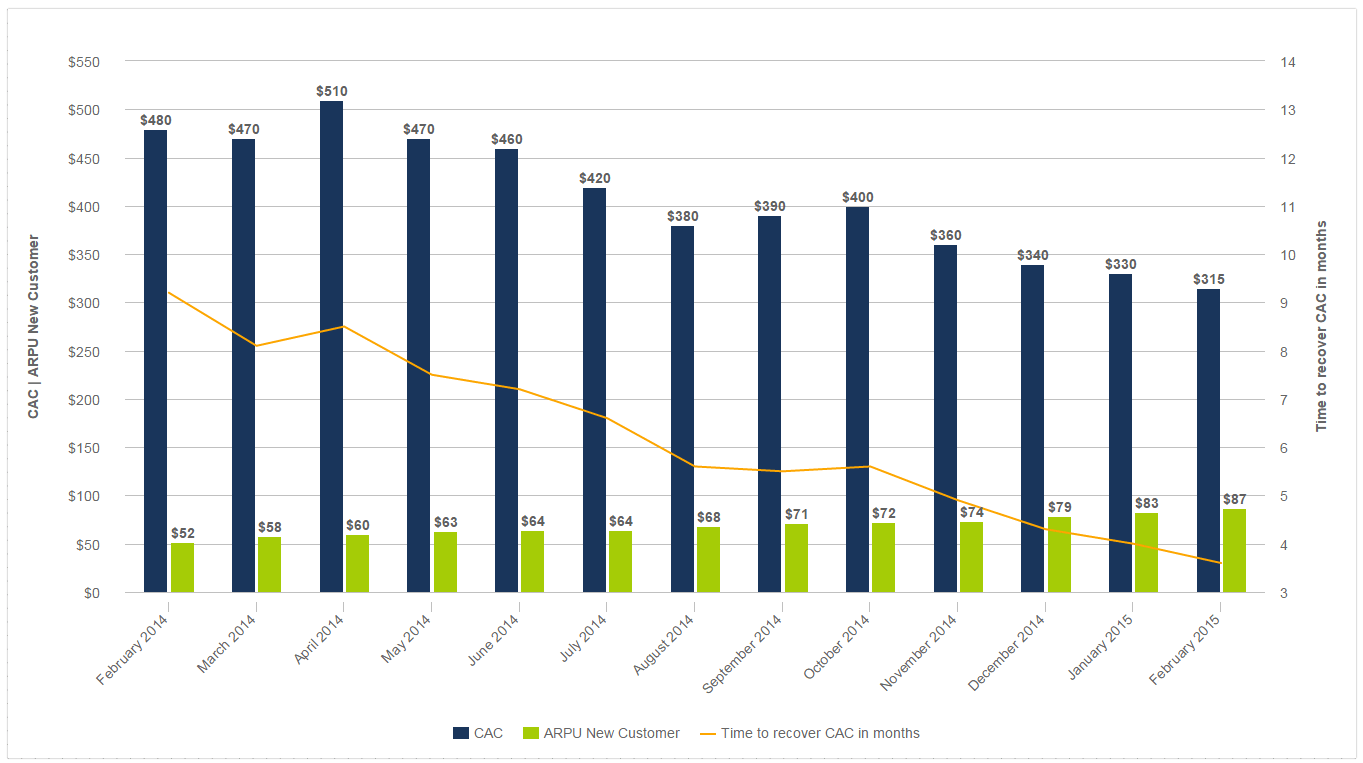 $550
$500
$450
$400
$350
$300
$250
$200
$150
$100
$50
$0
CAC | ARPU New Customer
14
13
12
11
10
9
8
7
6
5
4
3
Time to recover CAC in months
$480
$470
$510
$470
$460
$420
$380
$390
$400
$360
$340
$330
$315
$52
$58
$60
$63
$64
$64
$68
$71
$72
$74
$79
$83
$87
February 2014
March 2014
April 2014
May 2014
June 2014
July 2014
August 2014
September 2014
October 2014
November 2014
December 2014
January 2015
February 2015
CAC
ARPU New Customer
Time to recover CAC in months